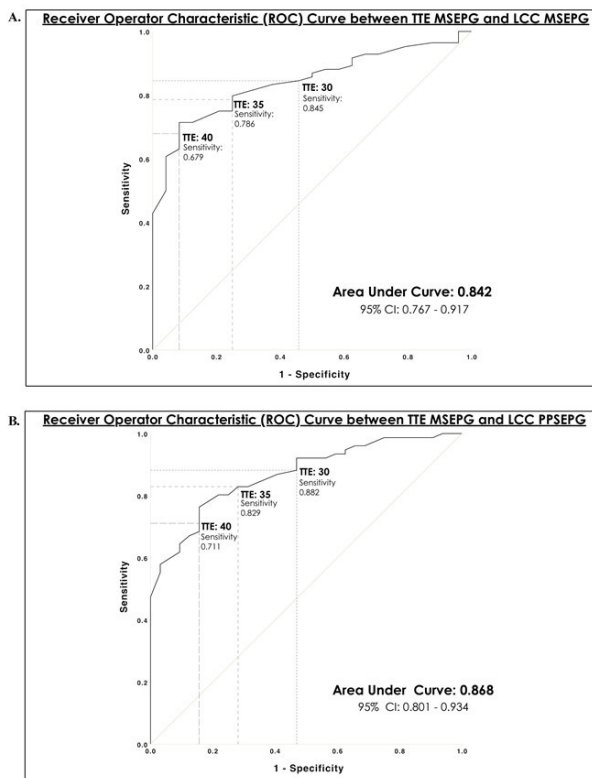 A.
Receiver Operator Characteristic (ROC) Curve between TTE MSEPG and LCC MSEPG
1.0
0.8
0.6
0.4
0.2
0.0
Sensitivity
TTE: 30
Sensitivity:
0.845
TTE: 35
Sensitivity:
0.786
TTE: 40
Sensitivity:
0.679
Area Under Curve: 0.842
95% CI: 0.767 - 0.917
0.0 0.2 0.4 0.6 0.8 1.0
1 - Specificity
B.
Receiver Operator Characteristic (ROC) Curve between TTE MSEPG and LCC PPSEPG
1.0
0.8
0.6
0.4
0.2
0.0
Sensitivity
TTE: 30
Sensitivity
0.882
TTE: 35
Sensitivity
0.829
TTE: 40
Sensitivity
0.711
Area Under Curve: 0.868
95% CI: 0.801 - 0.934
0.0 0.2 0.4 0.6 0.8 1.0
1 - Specificity